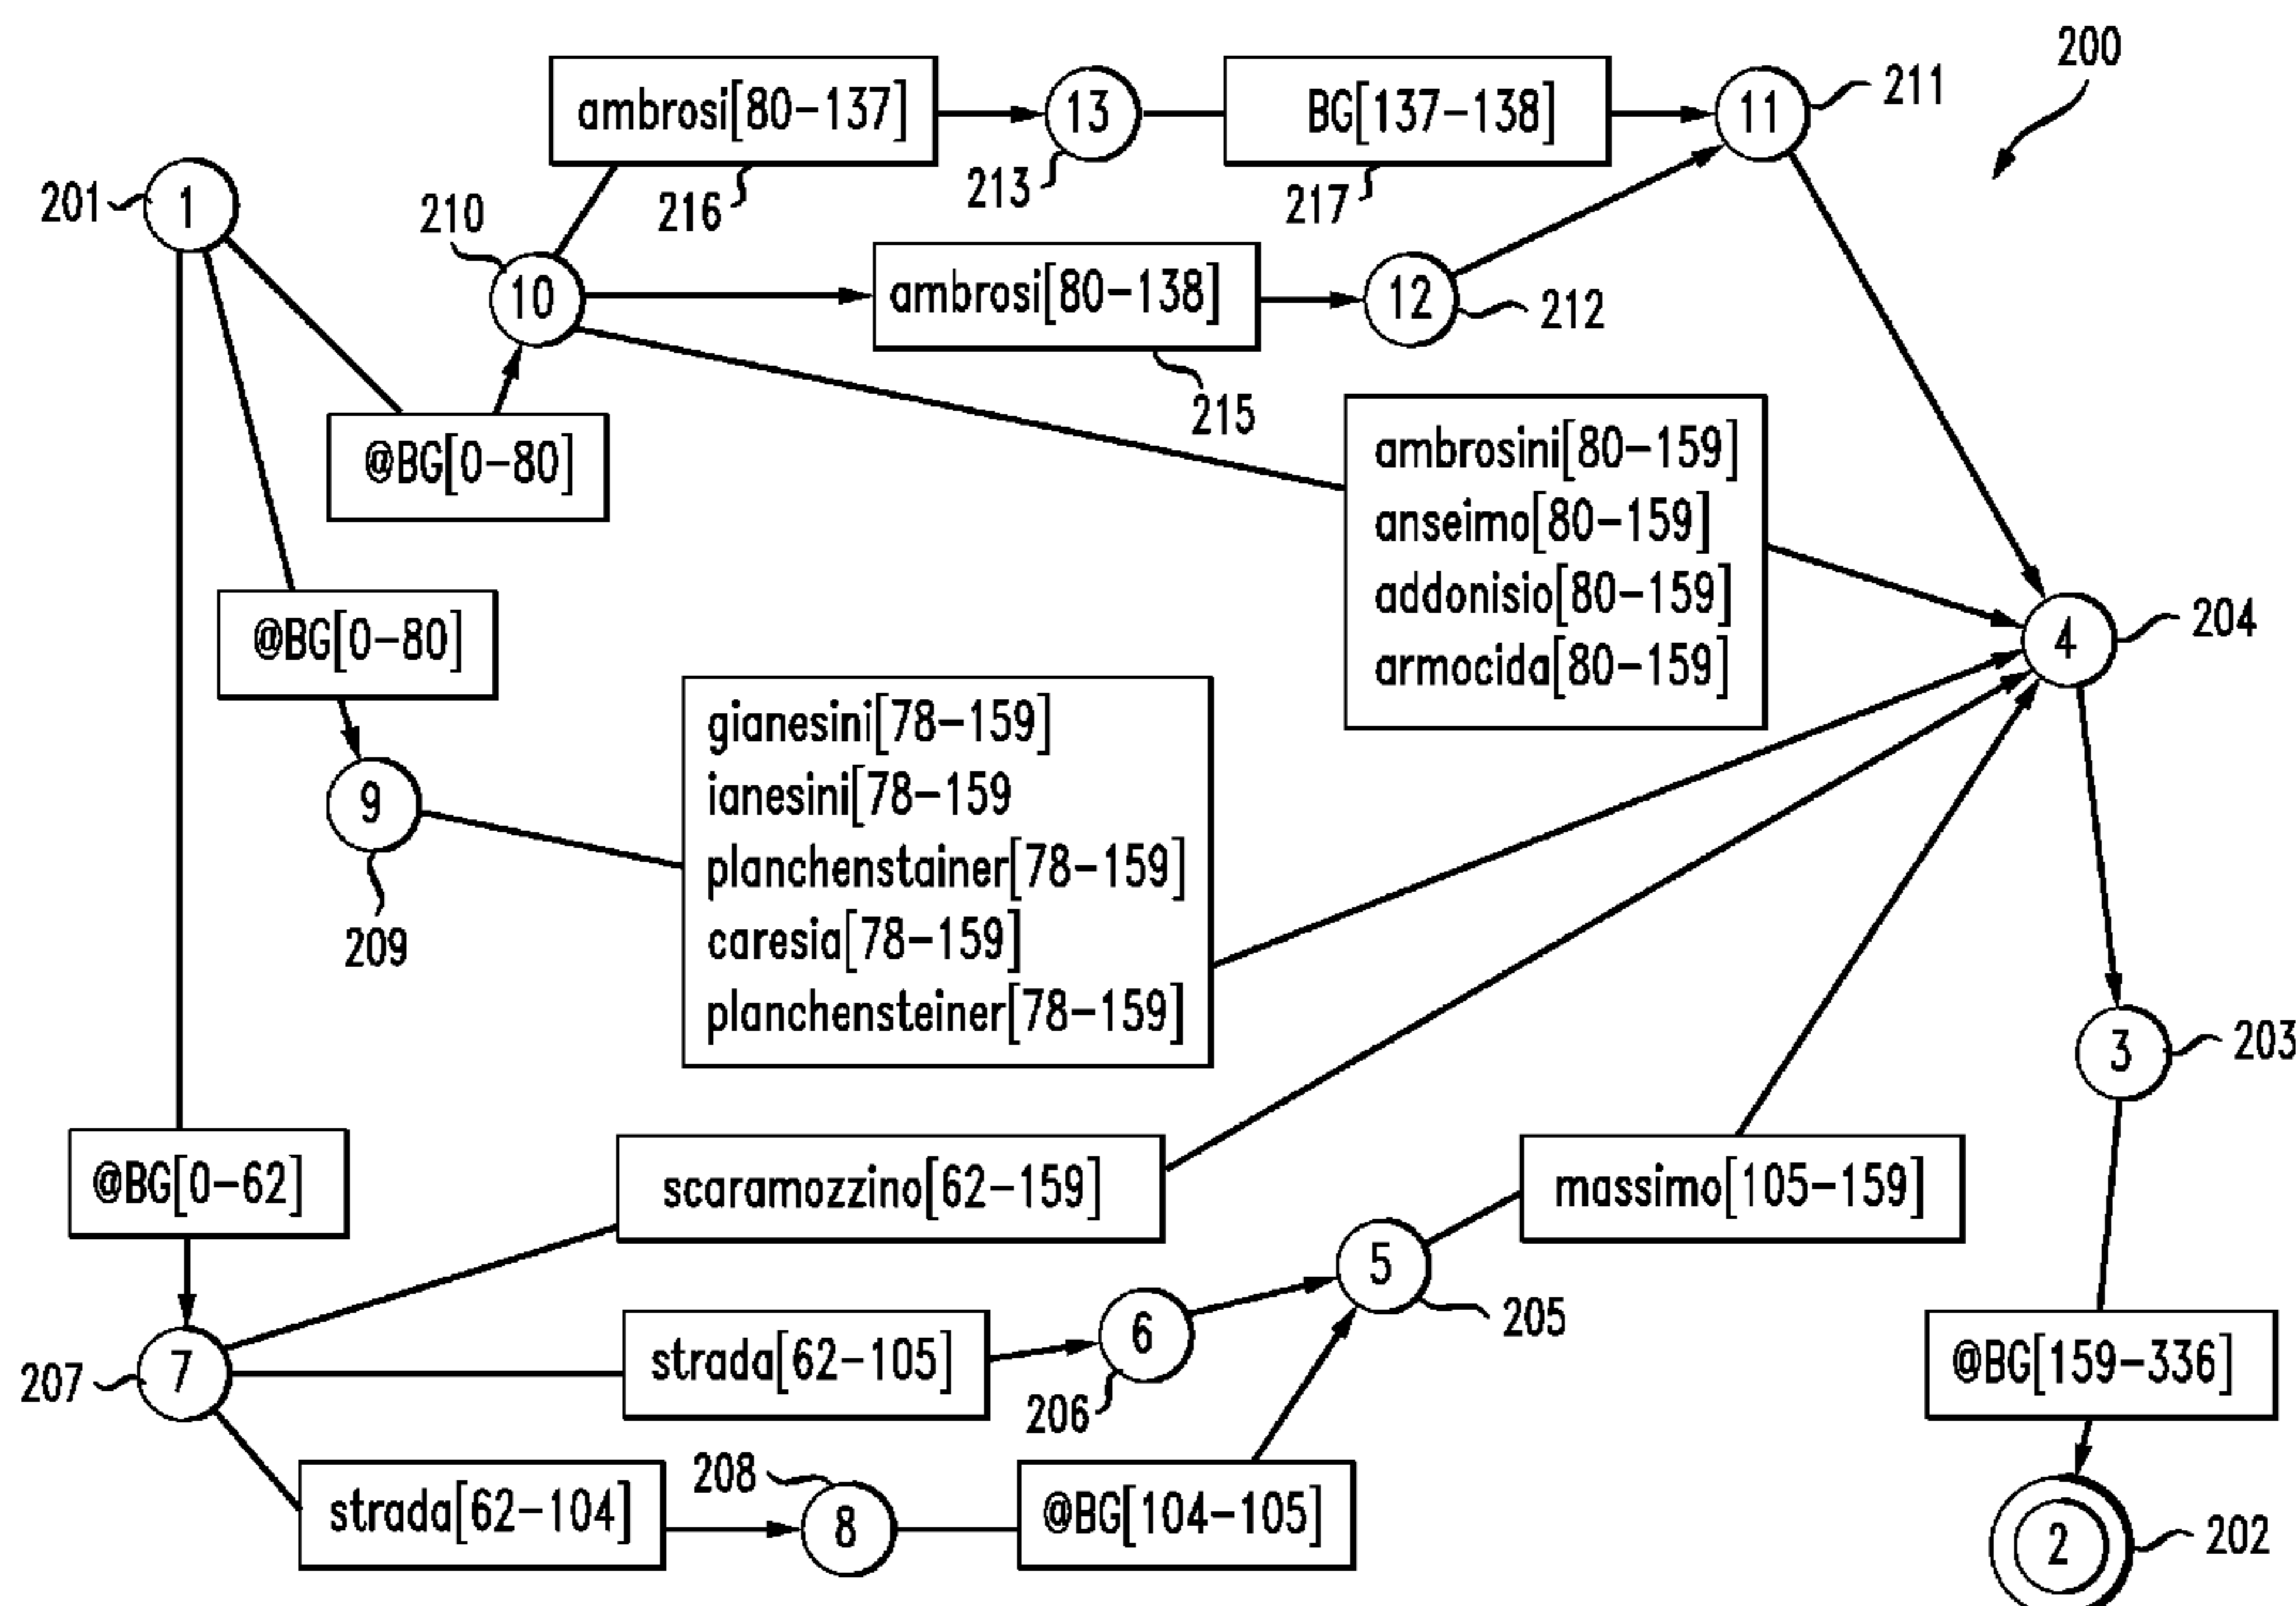 200
ambrosi[80-137]
13
BG[137-138]
11
211
201
1
210
216
213
217
10
ambrosi[80-138]
12
212
215
@BG[0-80]
ambrosini[80-159]
anseimo[80-159]
addonisio[80-159]
armocida[80-159]
@BG[0-80]
4
204
9
209
gianesini[78-159]
ianesini[78-159
planchenstainer[78-159]
caresia[78-159]
planchensteiner[78-159]
3
203
@BG[0-62]
scaramozzino[62-159]
massimo[105-159]
5
205
207
7
strada[62-105]
6
206
@BG[159-336]
strada[62-104]
208
8
@BG[104-105]
2
202